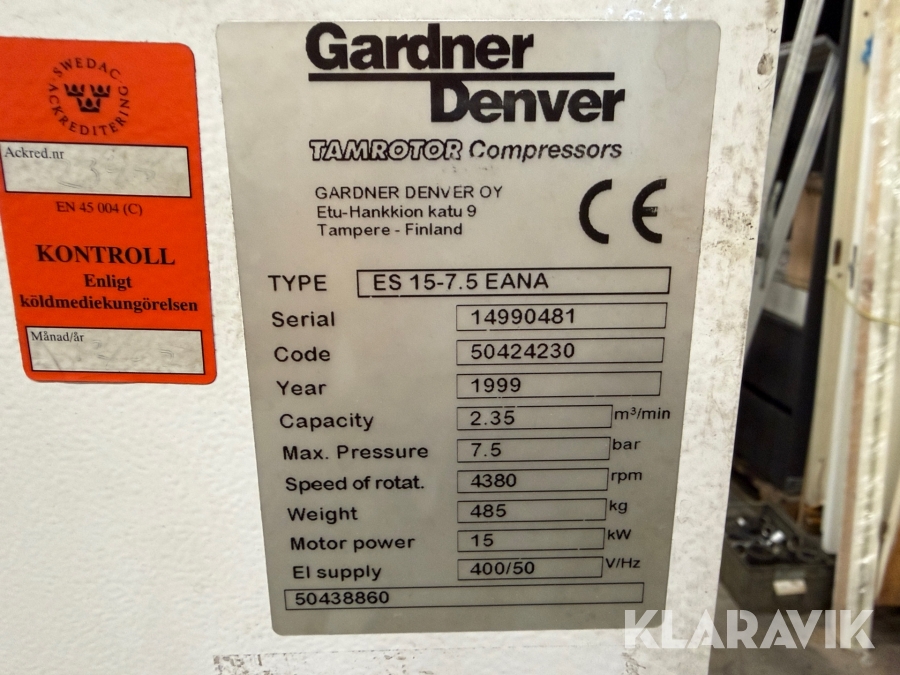 SWEDAC
ACKREDITERING
Ackred.nr
EN 45 004 (C)
KONTROLL
Enligt
köldmediekungörelsen
Månad/år
Gardner
Denver
TAMROTOR Compressors
GARDNER DENVER OY
Etu-Hankkion katu 9
Tampere - Finland
CE
TYPE ES 15-7.5 EANA
Serial 14990481
Code 50424230
Year 1999
Capacity 2.35 m³/min
Max. Pressure 7.5 bar
Speed of rotat. 4380 rpm
Weight 485 kg
Motor power 15 kW
El supply 400/50 V/Hz
50438860
KLARAVIK